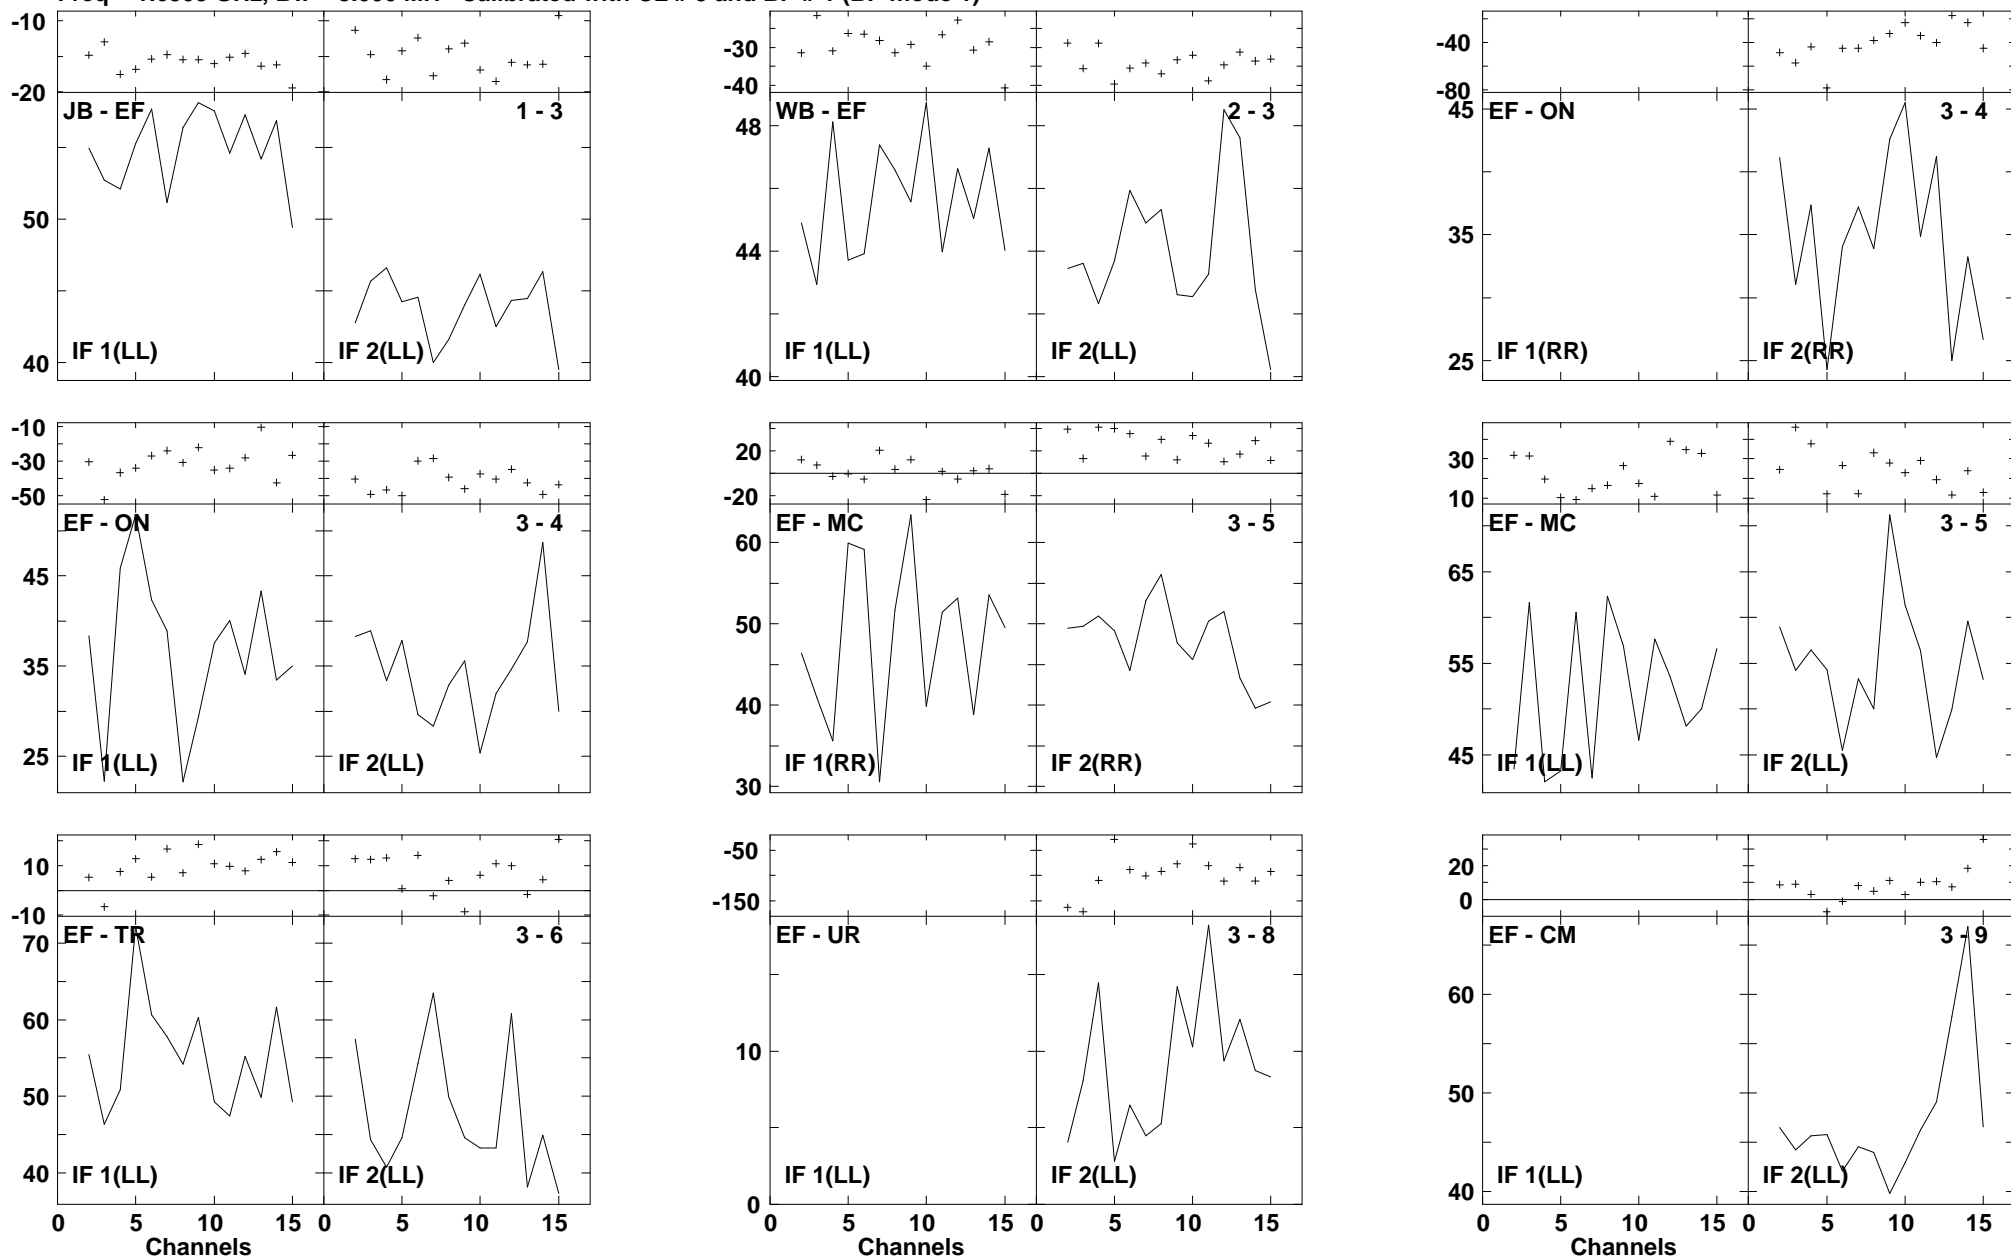 -10
-20
JB - EF
1 - 3
50
40
IF 1(LL)
IF 2(LL)
-30
-40
WB - EF
2 - 3
48
44
40
IF 1(LL)
IF 2(LL)
-40
-80
45
EF - ON
3 - 4
35
25
IF 1(RR)
IF 2(RR)
-10
-30
-50
EF - ON
3 - 4
45
35
25
IF 1(LL)
IF 2(LL)
20
-20
EF - MC
3 - 5
60
50
40
30
IF 1(RR)
IF 2(RR)
30
10
EF - MC
3 - 5
65
55
45
IF 1(LL)
IF 2(LL)
10
-10
EF - TR
3 - 6
70
60
50
40
IF 1(LL)
IF 2(LL)
0 5 10 15 0 5 10 15
Channels
-50
-150
EF - UR
3 - 8
10
0
IF 1(LL)
IF 2(LL)
0 5 10 15 0 5 10 15
Channels
20
0
EF - CM
3 - 9
60
50
40
IF 1(LL)
IF 2(LL)
0 5 10 15 0 5 10 15
Channels